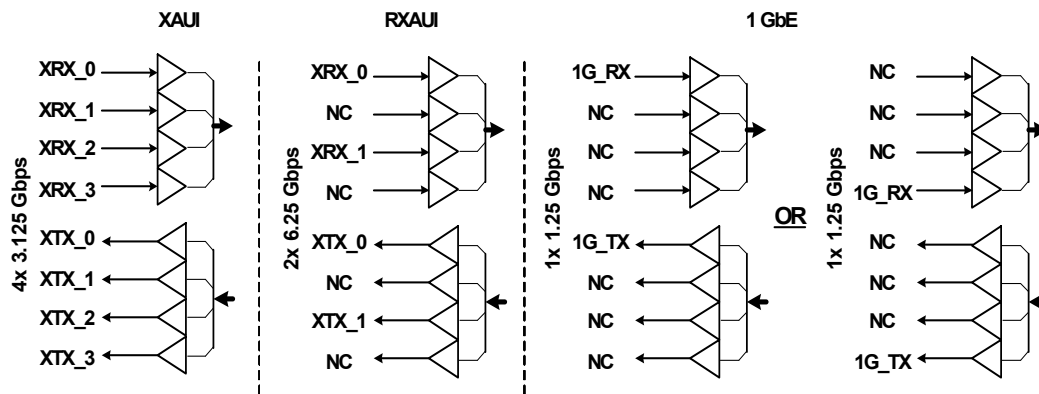 XAUI
RXAUI
1 GbE
4x 3.125 Gbps
XRX_0
XRX_1
XRX_2
XRX_3
XTX_0
XTX_1
XTX_2
XTX_3
2x 6.25 Gbps
XRX_0
NC
XRX_1
NC
XTX_0
NC
XTX_1
NC
1x 1.25 Gbps
1G_RX
NC
NC
NC
1G_TX
NC
NC
NC
OR
1x 1.25 Gbps
NC
NC
NC
1G_RX
NC
NC
NC
1G_TX